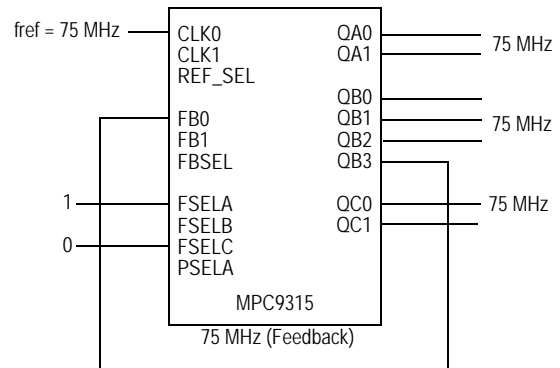 fref = 75 MHz
CLK0
CLK1
REF_SEL
FB0
FB1
FBSEL
1
FSELA
FSELB
0
FSELC
PSELA
QA0
QA1
75 MHz
QB0
QB1
QB2
QB3
75 MHz
QC0
QC1
75 MHz
MPC9315
75 MHz (Feedback)